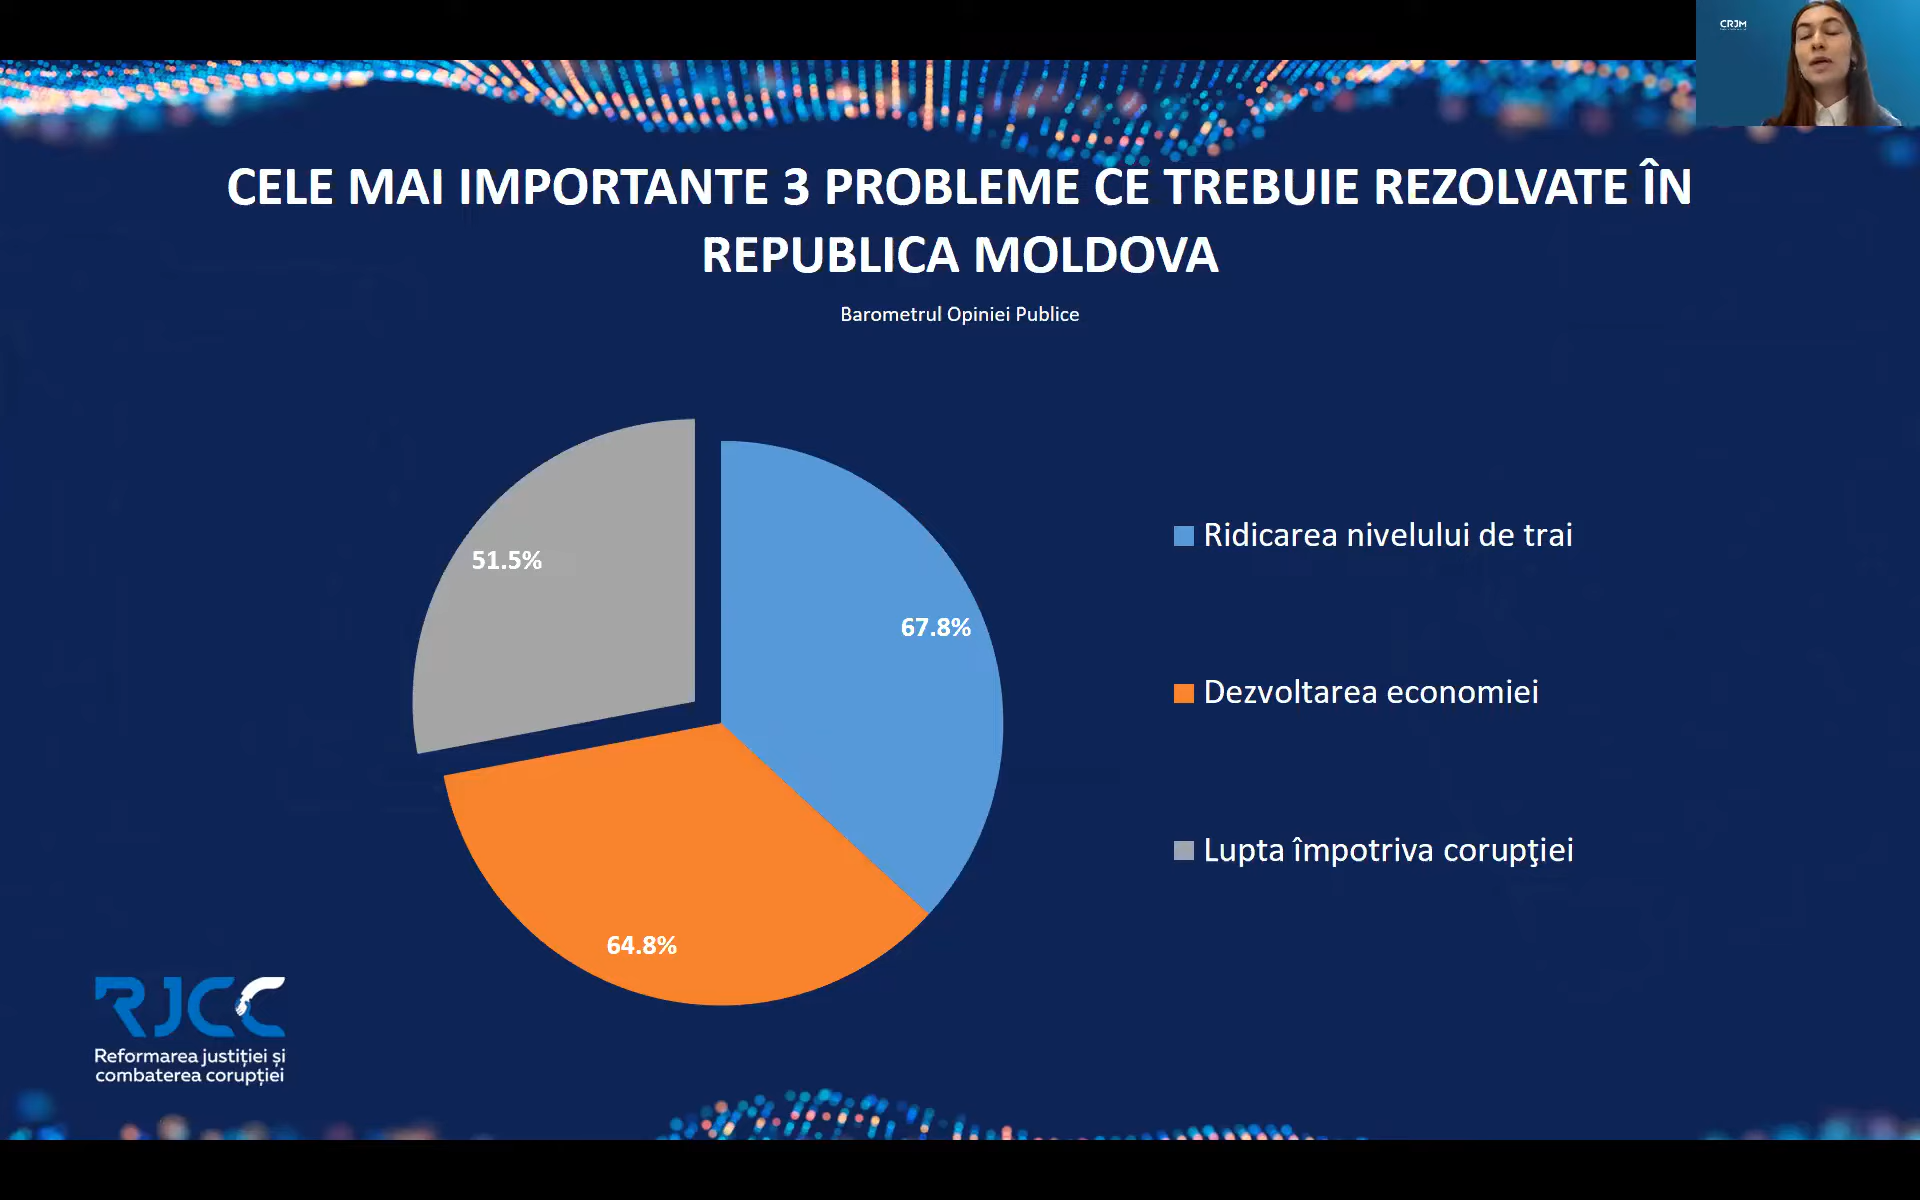 CRJM
CELE MAI IMPORTANTE 3 PROBLEME CE TREBUIE REZOLVATE ÎN
REPUBLICA MOLDOVA
Barometrul Opiniei Publice
51.5%
67.8%
64.8%
Ridicarea nivelului de trai
Dezvoltarea economiei
Lupta împotriva corupţiei
RJCC
Reformarea justiției și
combaterea corupției